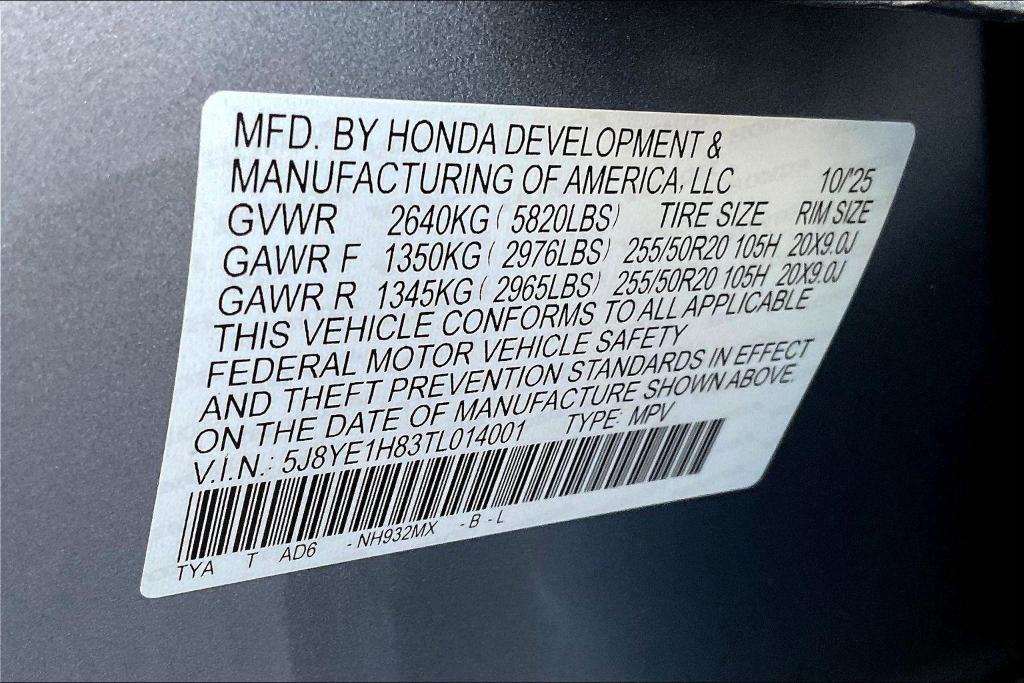 MFD. BY HONDA DEVELOPMENT &
MANUFACTURING OF AMERICA, LLC 10/'25
GVWR 2640KG ( 5820LBS) TIRE SIZE RIM SIZE
GAWR F 1350KG ( 2976LBS) 255/50R20 105H 20X9.0J
GAWR R 1345KG ( 2965LBS) 255/50R20 105H 20X9.0J
THIS VEHICLE CONFORMS TO ALL APPLICABLE
FEDERAL MOTOR VEHICLE SAFETY
AND THEFT PREVENTION STANDARDS IN EFFECT
ON THE DATE OF MANUFACTURE SHOWN ABOVE.
V.I.N.: 5J8YE1H83TL014001 TYPE: MPV
TYA T AD6 - NH932MX - B - L